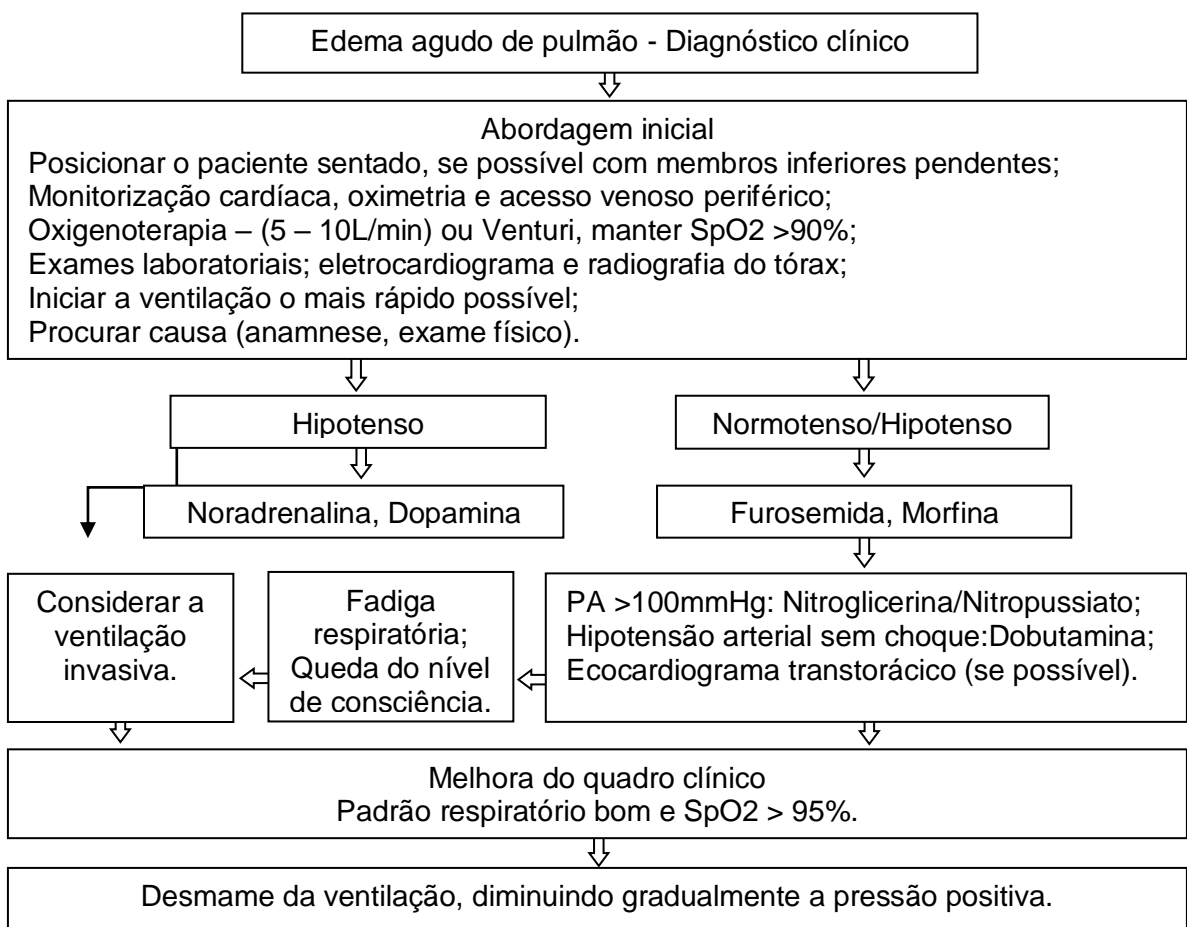 Edema agudo de pulmão - Diagnóstico clínico
Abordagem inicial
Posicionar o paciente sentado, se possível com membros inferiores pendentes;
Monitorização cardíaca, oximetria e acesso venoso periférico;
Oxigenoterapia – (5 – 10L/min) ou Venturi, manter SpO2 >90%;
Exames laboratoriais; eletrocardiograma e radiografia do tórax;
Iniciar a ventilação o mais rápido possível;
Procurar causa (anamnese, exame físico).
Hipotenso
Normotenso/Hipotenso
Noradrenalina, Dopamina
Furosemida, Morfina
Considerar a
ventilação
invasiva.
Fadiga
respiratória;
Queda do nível
de consciência.
PA >100mmHg: Nitroglicerina/Nitropussiato;
Hipotensão arterial sem choque:Dobutamina;
Ecocardiograma transtorácico (se possível).
Melhora do quadro clínico
Padrão respiratório bom e SpO2 > 95%.
Desmame da ventilação, diminuindo gradualmente a pressão positiva.